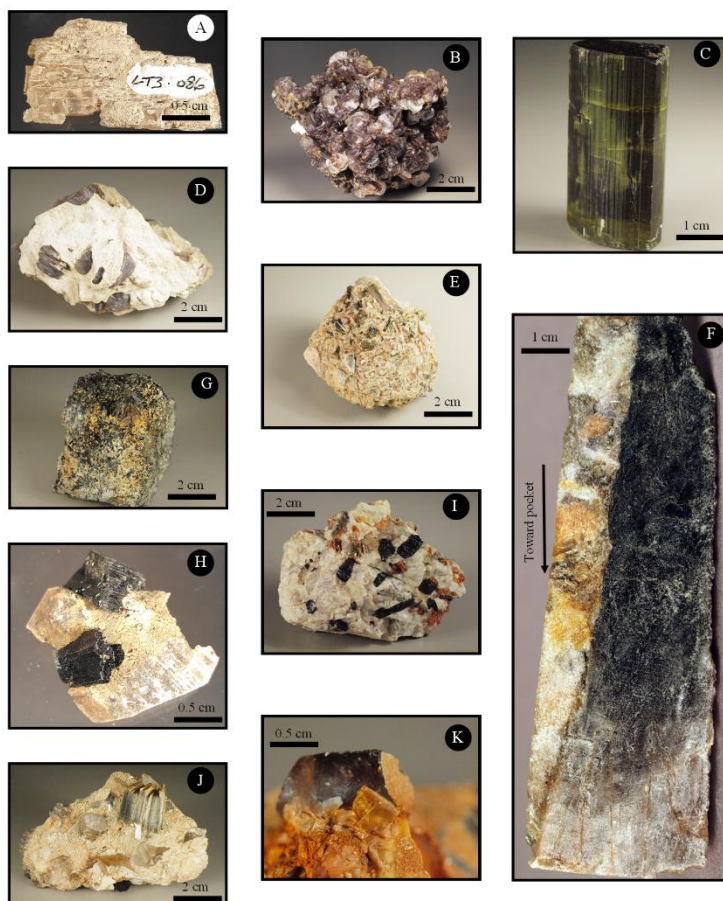 A
LT3.086
0.5 cm
B
2 cm
C
1 cm
D
2 cm
E
2 cm
1 cm
F
Toward pocket
G
2 cm
2 cm
I
H
0.5 cm
0.5 cm
K
J
2 cm